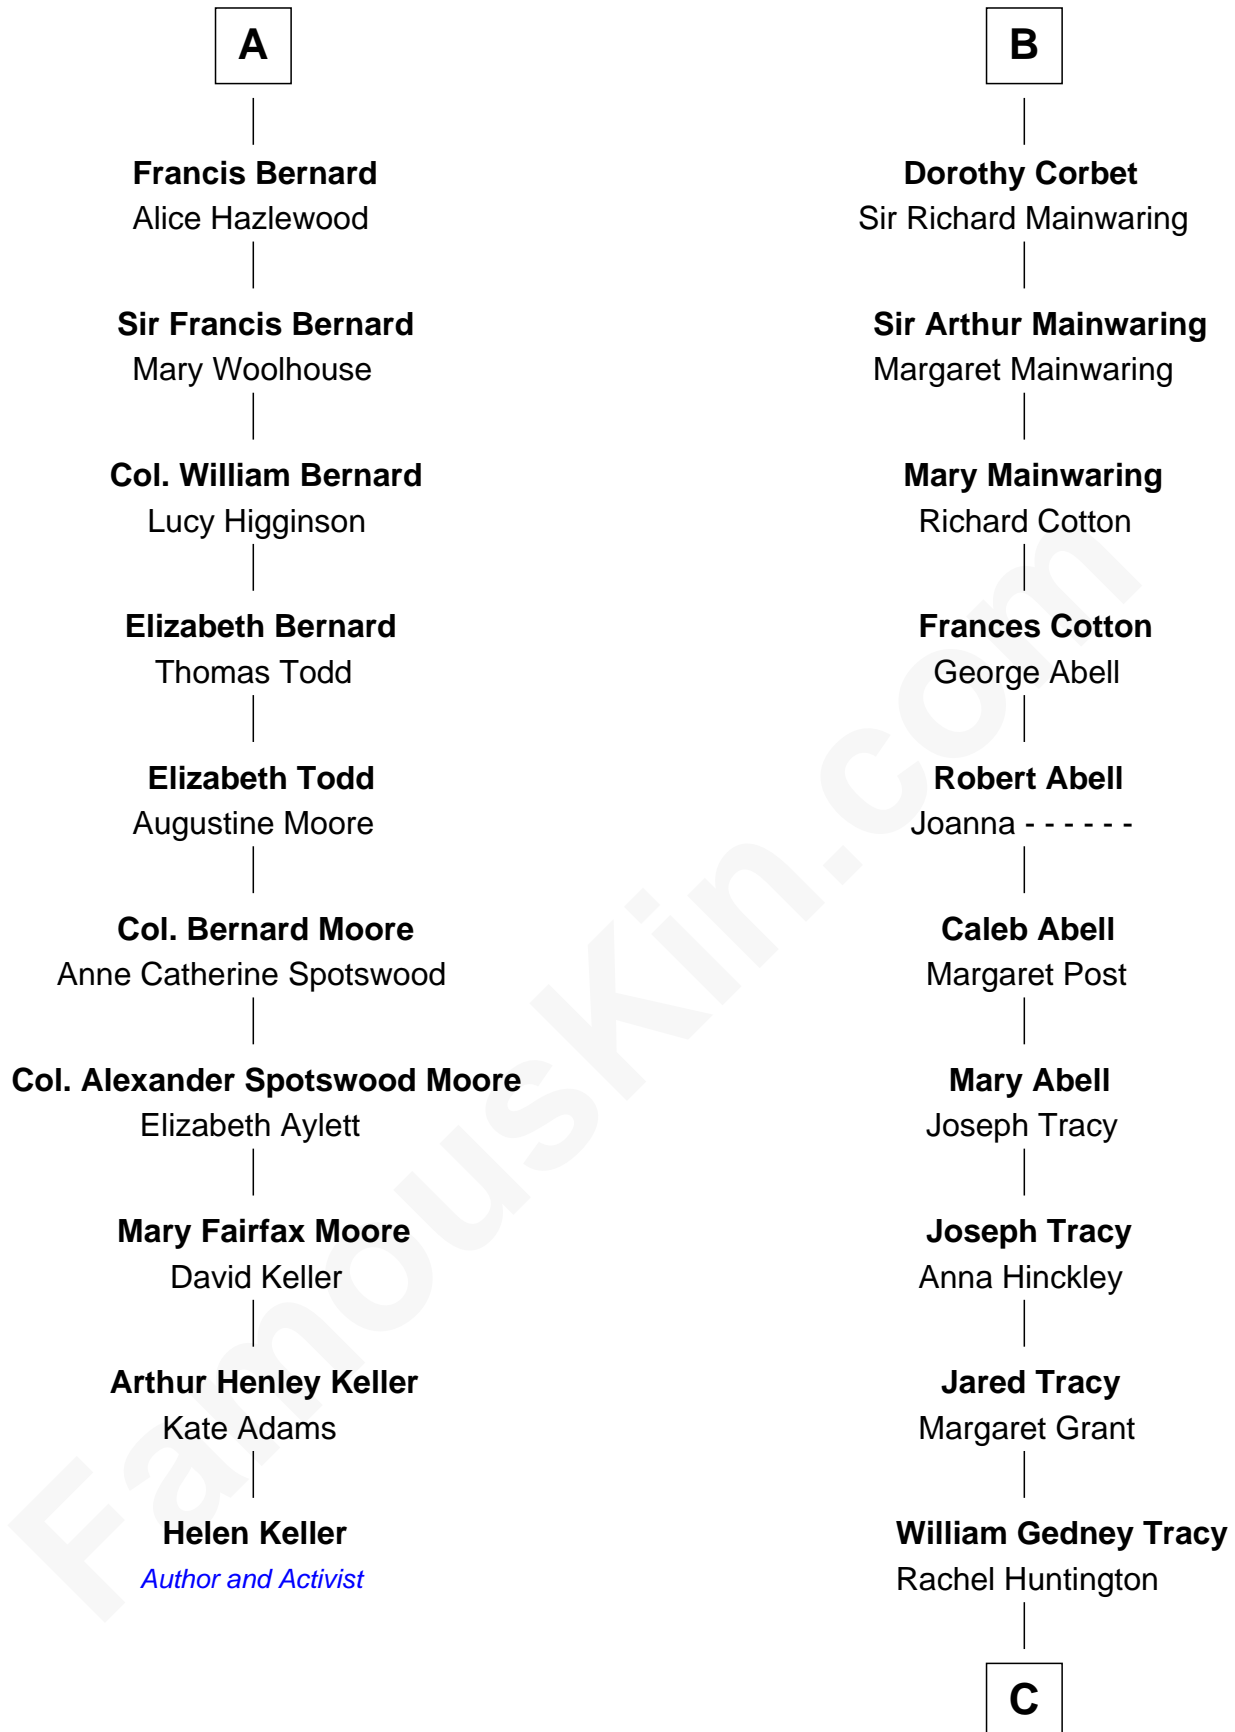 A
Francis Bernard
Alice Hazlewood
Sir Francis Bernard
Mary Woolhouse
Col. William Bernard
Lucy Higginson
Elizabeth Bernard
Thomas Todd
Elizabeth Todd
Augustine Moore
Col. Bernard Moore
Anne Catherine Spotswood
Col. Alexander Spotswood Moore
Elizabeth Aylett
Mary Fairfax Moore
David Keller
Arthur Henley Keller
Kate Adams
Helen Keller
Author and Activist
B
Dorothy Corbet
Sir Richard Mainwaring
Sir Arthur Mainwaring
Margaret Mainwaring
Mary Mainwaring
Richard Cotton
Frances Cotton
George Abell
Robert Abell
Joanna - - - - - -
Caleb Abell
Margaret Post
Mary Abell
Joseph Tracy
Joseph Tracy
Anna Hinckley
Jared Tracy
Margaret Grant
William Gedney Tracy
Rachel Huntington
C
FamousKin.com